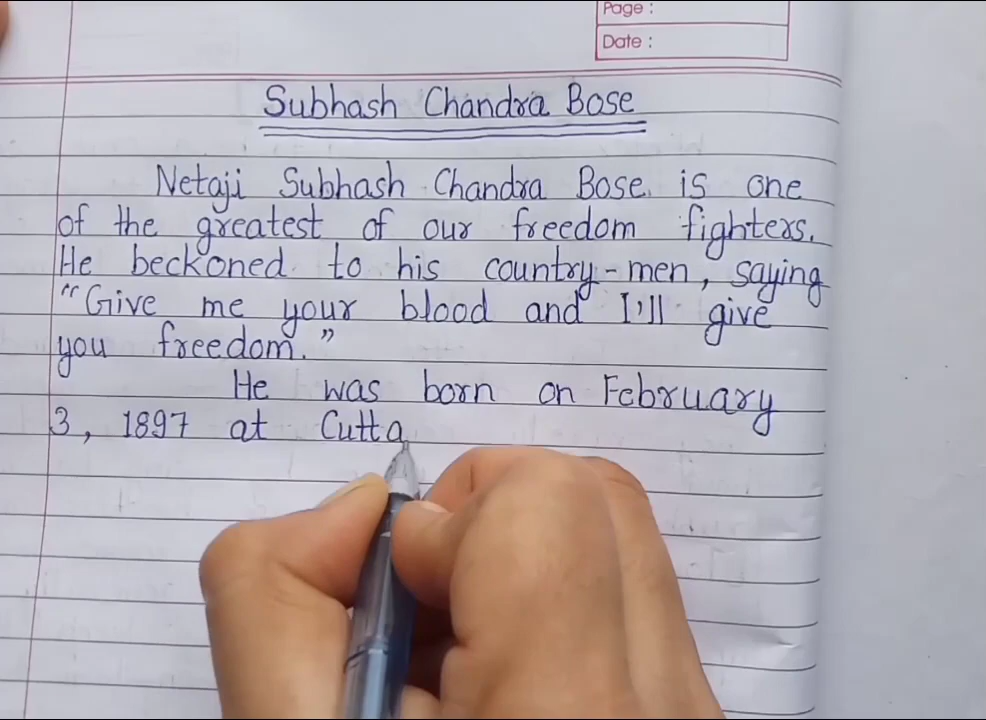 Page :
Date :
Subhash Chandra Bose
Netaji Subhash Chandra Bose is one
of the greatest of our freedom fighters.
He beckoned to his country-men, saying
"Give me your blood and I'll give
you freedom."
He was born on February
3, 1897 at Cutta